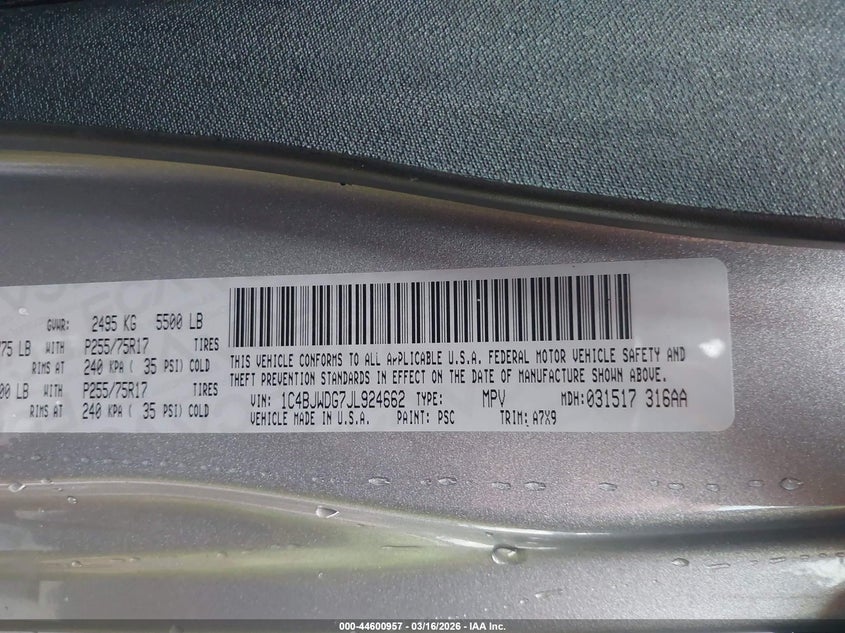 GVWR: 2495 KG 5500 LB
75 LB WITH P255/75R17 TIRES
RIMS AT 240 KPA ( 35 PSI) COLD
00 LB WITH P255/75R17 TIRES
RIMS AT 240 KPA ( 35 PSI) COLD
THIS VEHICLE CONFORMS TO ALL APPLICABLE U.S.A. FEDERAL MOTOR VEHICLE SAFETY AND
THEFT PREVENTION STANDARDS IN EFFECT ON THE DATE OF MANUFACTURE SHOWN ABOVE.
VIN: 1C4BJWDG7JL924662 TYPE: MPV MDH: 031517 316AA
VEHICLE MADE IN U.S.A. PAINT: PSC TRIM: A7X9
000-44600957 - 03/16/2026 - IAA Inc.